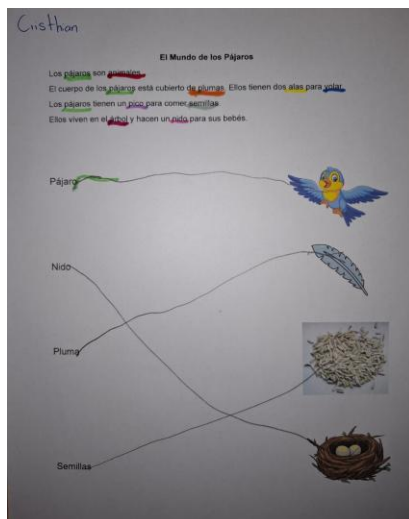 Cristhian
El Mundo de los Pájaros
Los pájaros son animales.
El cuerpo de los pájaros está cubierto de plumas. Ellos tienen dos alas para volar.
Los pájaros tienen un pico para comer semillas.
Ellos viven en el árbol y hacen un nido para sus bebés.
Pájaro
Nido
Pluma
Semillas